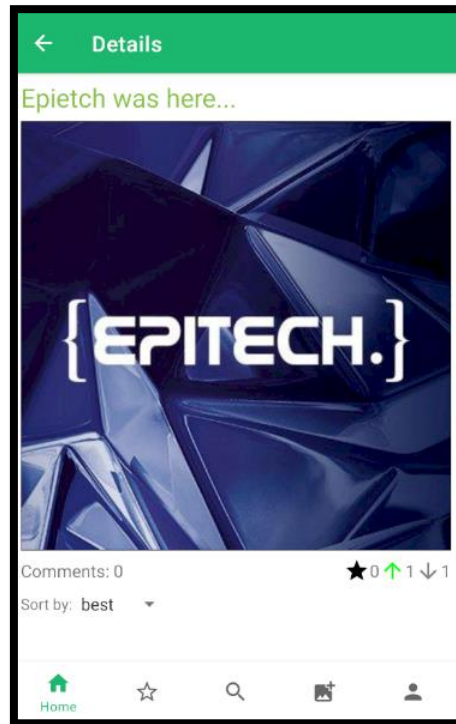 Details
Epietch was here...
{EPITECH.}
Comments: 0 0 1 1
Sort by: best
Home